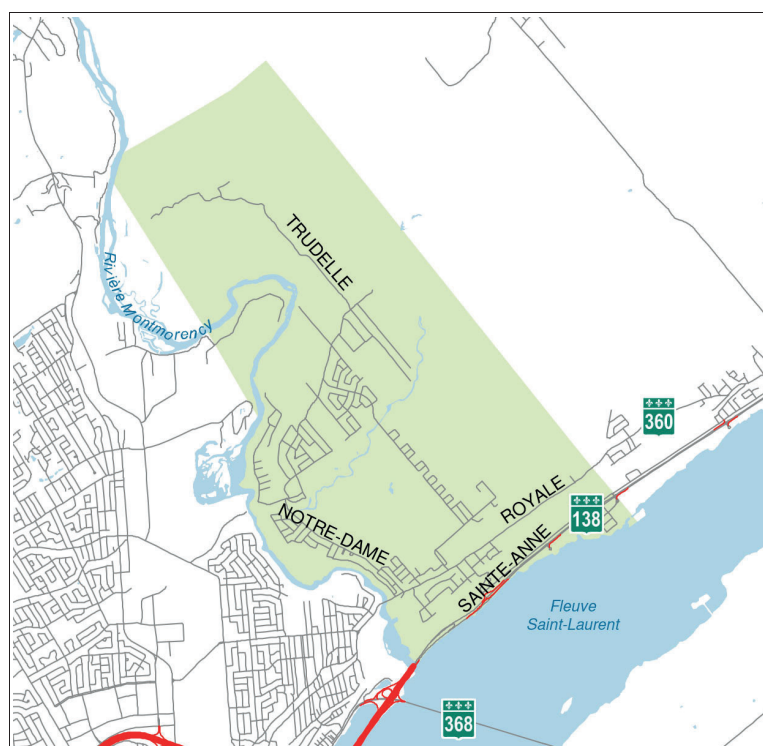 TRUDELLE
Rivière Montmorency
360
ROYALE
138
NOTRE-DAME
SAINTE-ANNE
Fleuve
Saint-Laurent
368